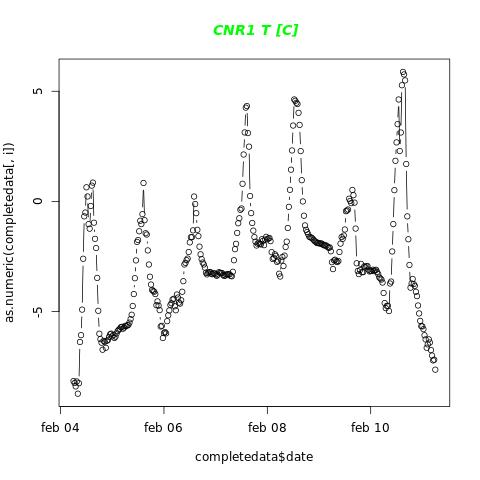 CNR1 T [C]
as.numeric(completedata[, i])
5
0
-5
feb 04 feb 06 feb 08 feb 10
completedata$date